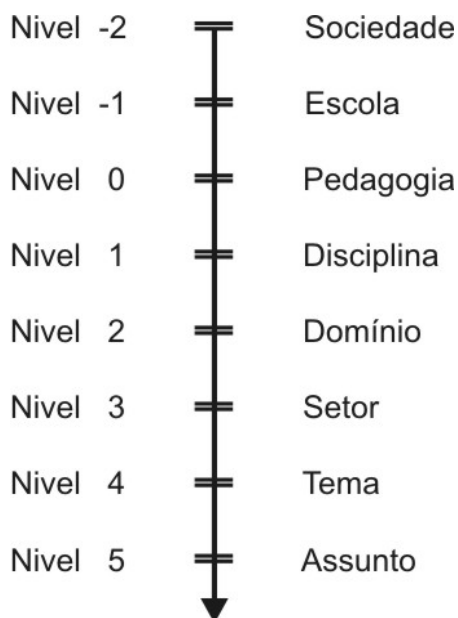 Nivel -2 Sociedade
Nivel -1 Escola
Nivel 0 Pedagogia
Nivel 1 Disciplina
Nivel 2 Domínio
Nivel 3 Setor
Nivel 4 Tema
Nivel 5 Assunto